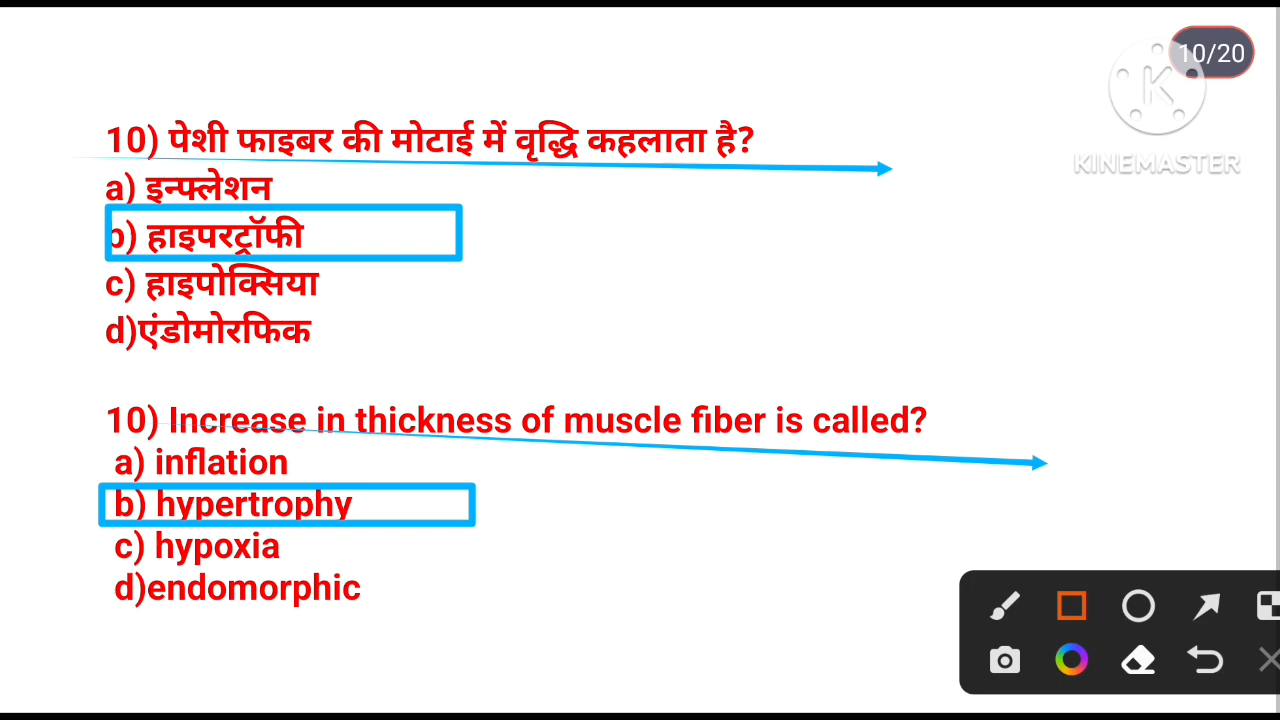 10/20
KINEMASTER
10) पेशी फाइबर की मोटाई में वृद्धि कहलाता है?
a) इन्फ्लेशन
b) हाइपरट्रॉफी
c) हाइपोक्सिया
d)एंडोमोरफिक
10) Increase in thickness of muscle fiber is called?
a) inflation
b) hypertrophy
c) hypoxia
d)endomorphic